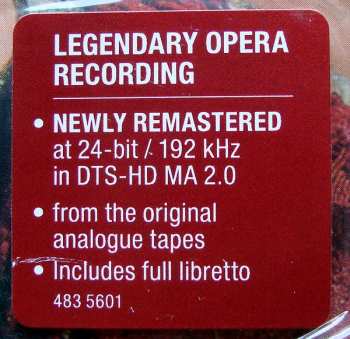 LEGENDARY OPERA
RECORDING
• NEWLY REMASTERED
at 24-bit / 192 kHz
in DTS-HD MA 2.0
• from the original
analogue tapes
• Includes full libretto
483 5601